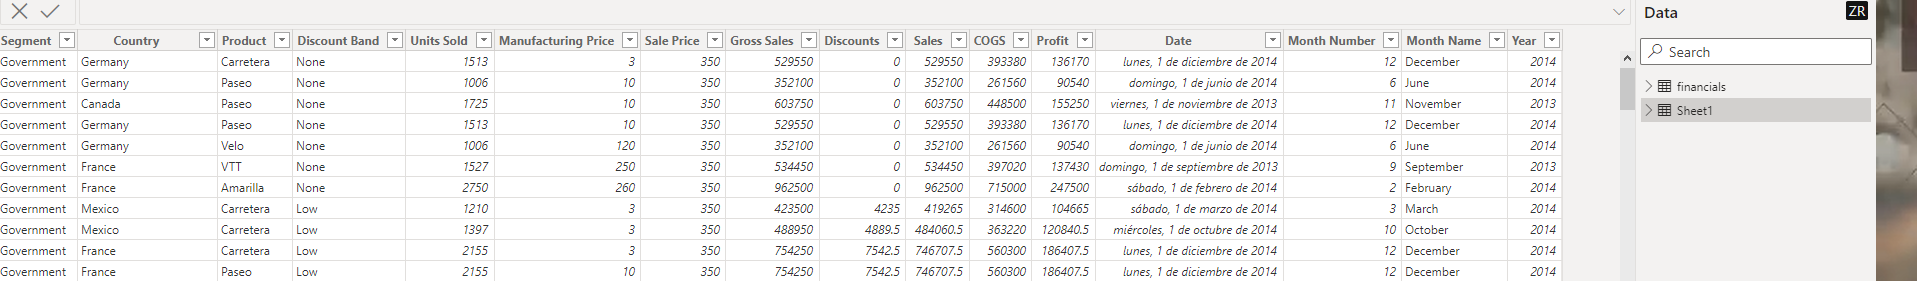 Data ZR
Segment Country Product Discount Band Units Sold Manufacturing Price Sale Price Gross Sales Discounts Sales COGS Profit Date Month Number Month Name Year
Government Germany Carretera None 1513 3 350 529550 0 529550 393380 136170 lunes, 1 de diciembre de 2014 12 December 2014
Government Germany Paseo None 1006 10 350 352100 0 352100 261560 90540 domingo, 1 de junio de 2014 6 June 2014
Government Canada Paseo None 1725 10 350 603750 0 603750 448500 155250 viernes, 1 de noviembre de 2013 11 November 2013
Government Germany Paseo None 1513 10 350 529550 0 529550 393380 136170 lunes, 1 de diciembre de 2014 12 December 2014
Government Germany Velo None 1006 120 350 352100 0 352100 261560 90540 domingo, 1 de junio de 2014 6 June 2014
Government France VTT None 1527 250 350 534450 0 534450 397020 137430 domingo, 1 de septiembre de 2013 9 September 2013
Government France Amarilla None 2750 260 350 962500 0 962500 715000 247500 sábado, 1 de febrero de 2014 2 February 2014
Government Mexico Carretera Low 1210 3 350 423500 4235 419265 314600 104665 sábado, 1 de marzo de 2014 3 March 2014
Government Mexico Carretera Low 1397 3 350 488950 4889.5 484060.5 363220 120840.5 miércoles, 1 de octubre de 2014 10 October 2014
Government France Carretera Low 2155 3 350 754250 7542.5 746707.5 560300 186407.5 lunes, 1 de diciembre de 2014 12 December 2014
Government France Paseo Low 2155 10 350 754250 7542.5 746707.5 560300 186407.5 lunes, 1 de diciembre de 2014 12 December 2014
Search
financials
Sheet1